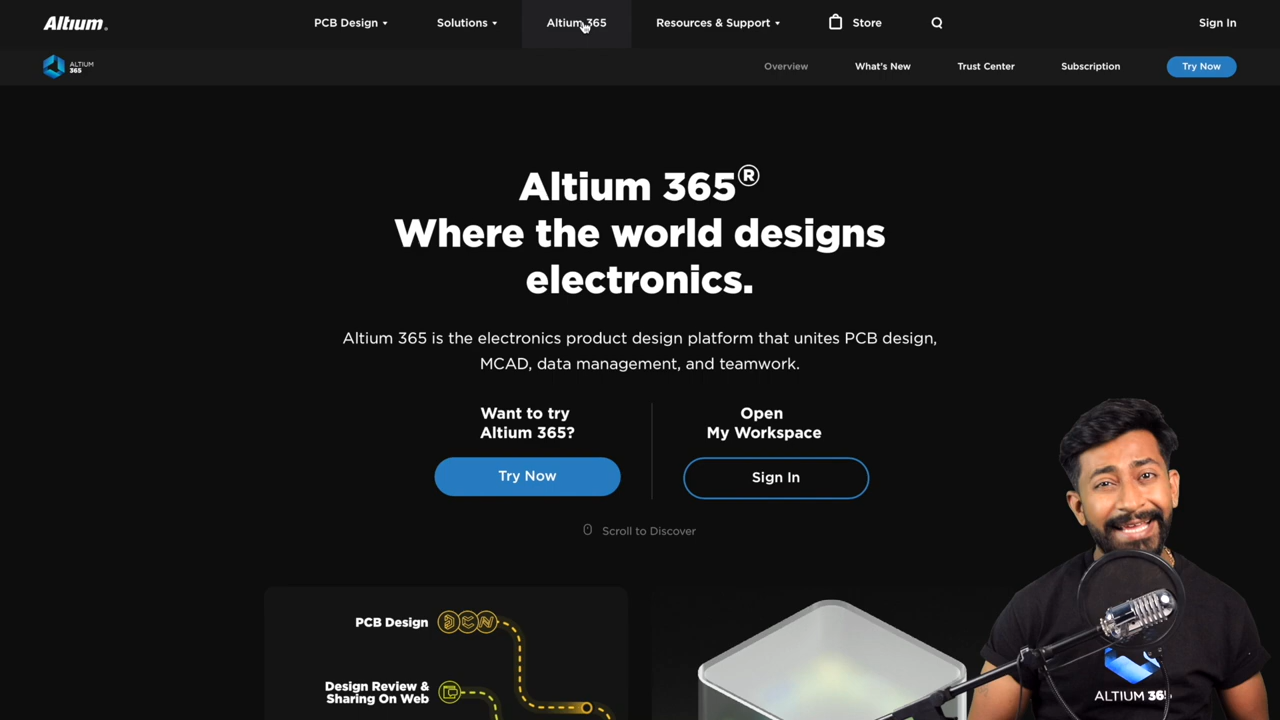 Altium®
PCB Design
Solutions
Altium 365
Resources & Support
Store
Sign In
ALTIUM
365
Overview
What's New
Trust Center
Subscription
Try Now
Altium 365®
Where the world designs
electronics.
Altium 365 is the electronics product design platform that unites PCB design,
MCAD, data management, and teamwork.
Want to try
Altium 365?
Try Now
Open
My Workspace
Sign In
Scroll to Discover
PCB Design
Design Review &
Sharing On Web
ALTIUM 365